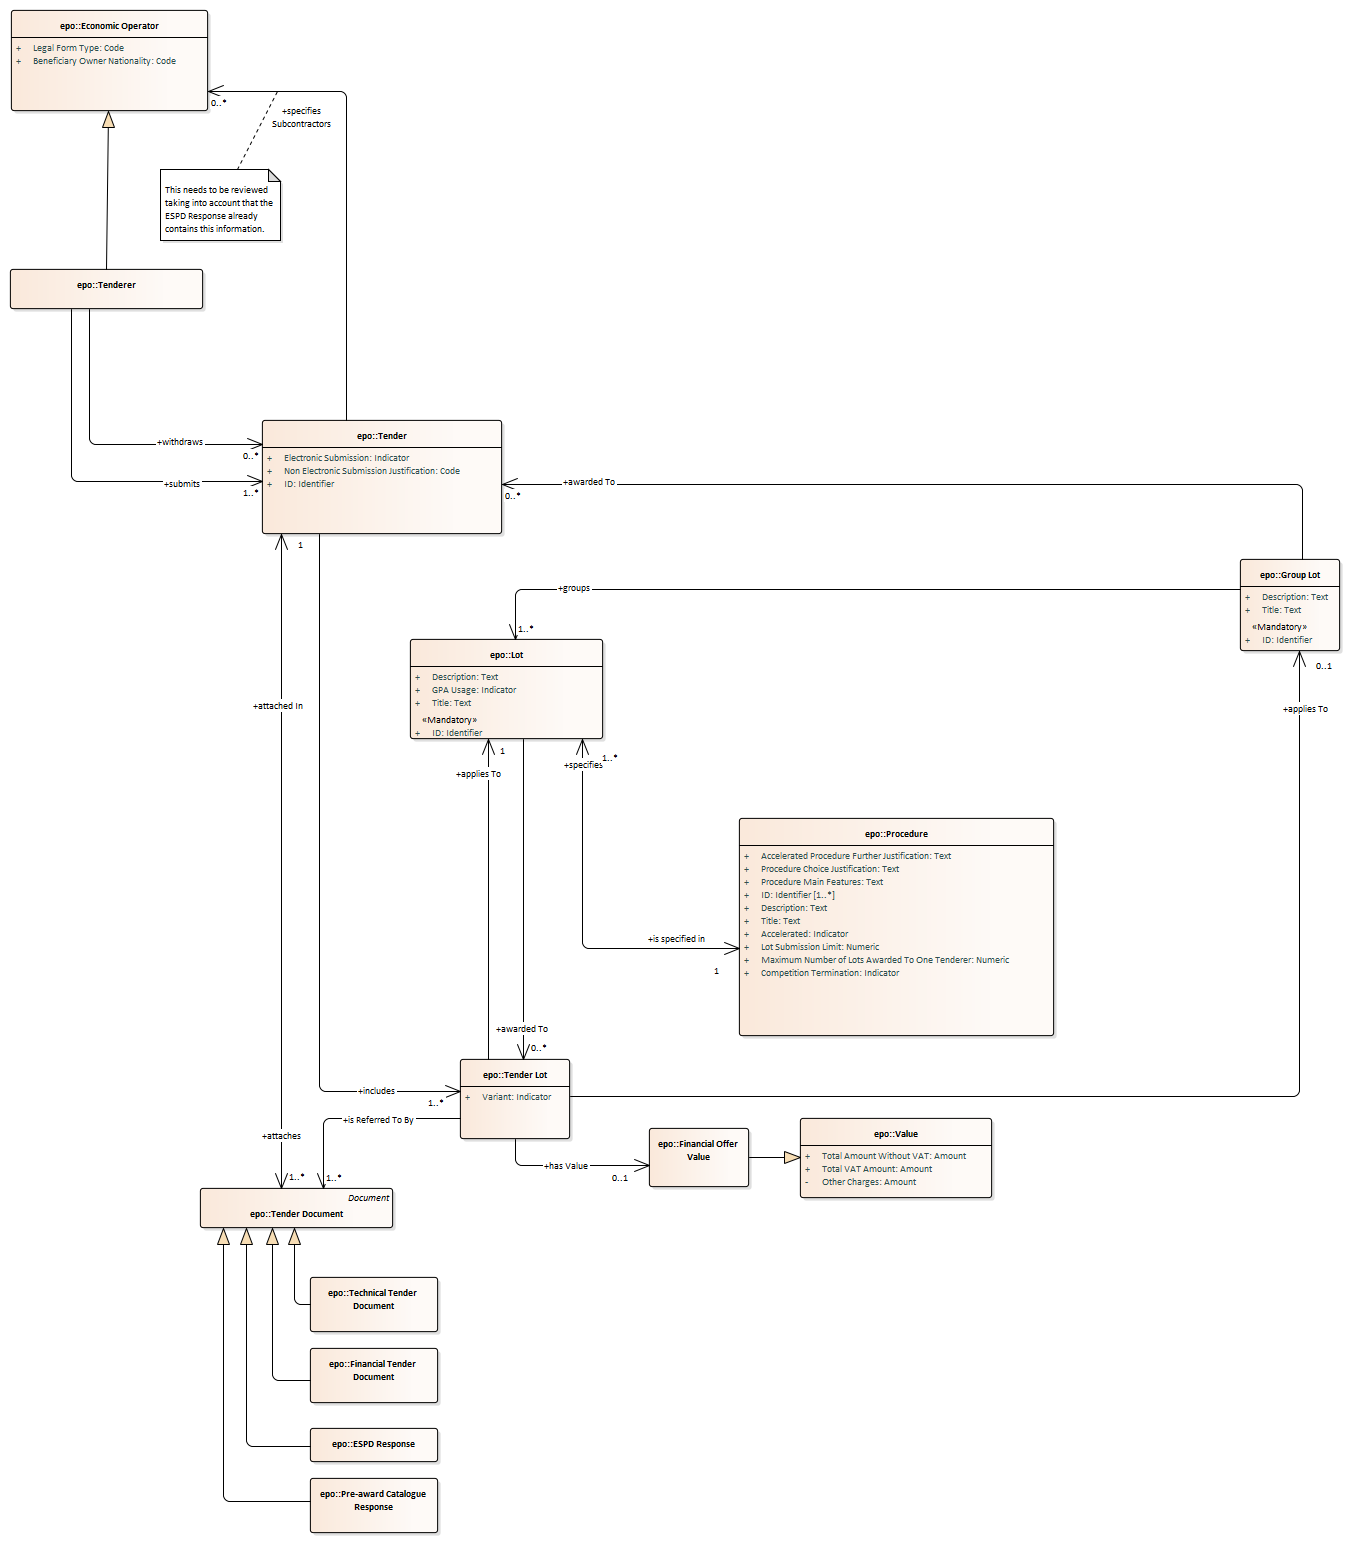 epo::Economic Operator
+ Legal Form Type: Code
+ Beneficiary Owner Nationality: Code
0..*
+specifies
Subcontractors
This needs to be reviewed
taking into account that the
ESPD Response already
contains this information.
epo::Tenderer
epo::Tender
+ Electronic Submission: Indicator
+ Non Electronic Submission Justification: Code
+ ID: Identifier
+withdraws
0..*
+submits
1..*
+awarded To
0..*
1
epo::Group Lot
+ Description: Text
+ Title: Text
«Mandatory»
+ ID: Identifier
0..1
+applies To
+groups
1..*
epo::Lot
+ Description: Text
+ GPA Usage: Indicator
+ Title: Text
«Mandatory»
+ ID: Identifier
+attached In
1
+applies To
+specifies
1..*
epo::Procedure
+ Accelerated Procedure Further Justification: Text
+ Procedure Choice Justification: Text
+ Procedure Main Features: Text
+ ID: Identifier [1..*]
+ Description: Text
+ Title: Text
+ Accelerated: Indicator
+ Lot Submission Limit: Numeric
+ Maximum Number of Lots Awarded To One Tenderer: Numeric
+ Competition Termination: Indicator
+is specified in
1
+awarded To
0..*
epo::Tender Lot
+ Variant: Indicator
+includes
1..*
+is Referred To By
+attaches
1..*
1..*
+has Value
0..1
epo::Financial Offer
Value
epo::Value
+ Total Amount Without VAT: Amount
+ Total VAT Amount: Amount
- Other Charges: Amount
Document
epo::Tender Document
epo::Technical Tender
Document
epo::Financial Tender
Document
epo::ESPD Response
epo::Pre-award Catalogue
Response